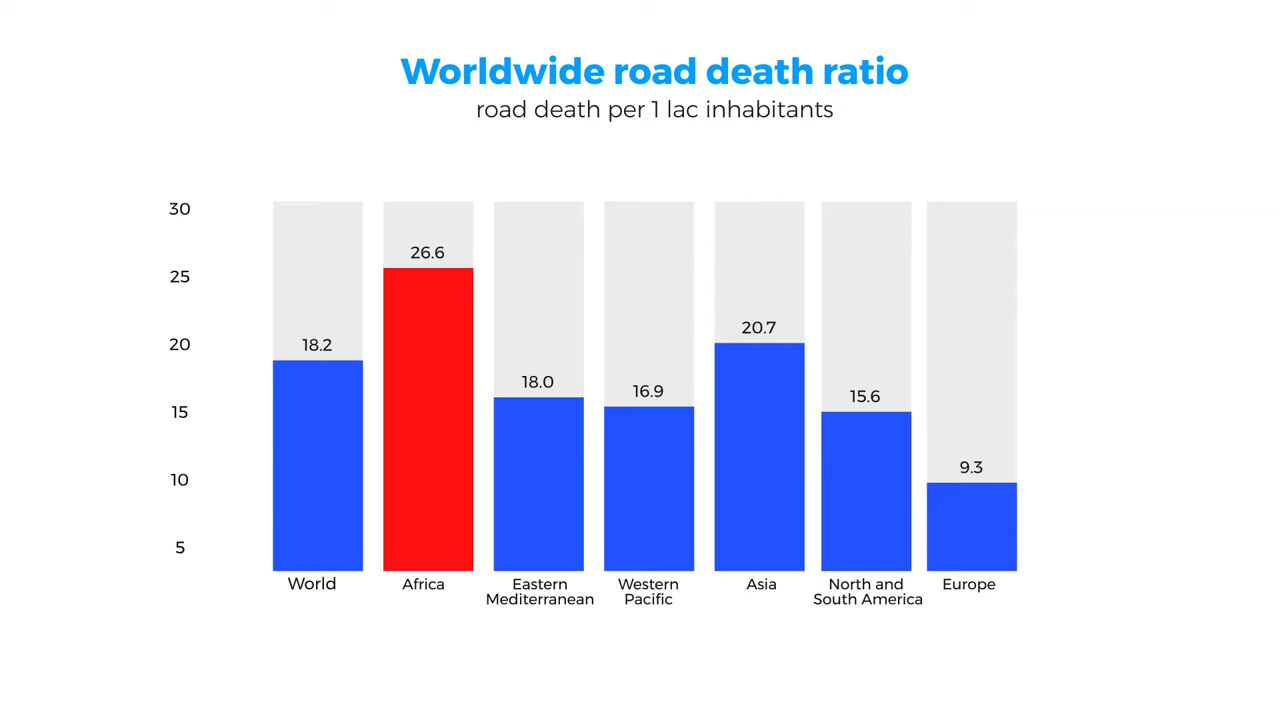 Worldwide road death ratio
road death per 1 lac inhabitants
30
25
20
15
10
5
18.2
26.6
18.0
16.9
20.7
15.6
9.3
World
Africa
Eastern
Mediterranean
Western
Pacific
Asia
North and
South America
Europe